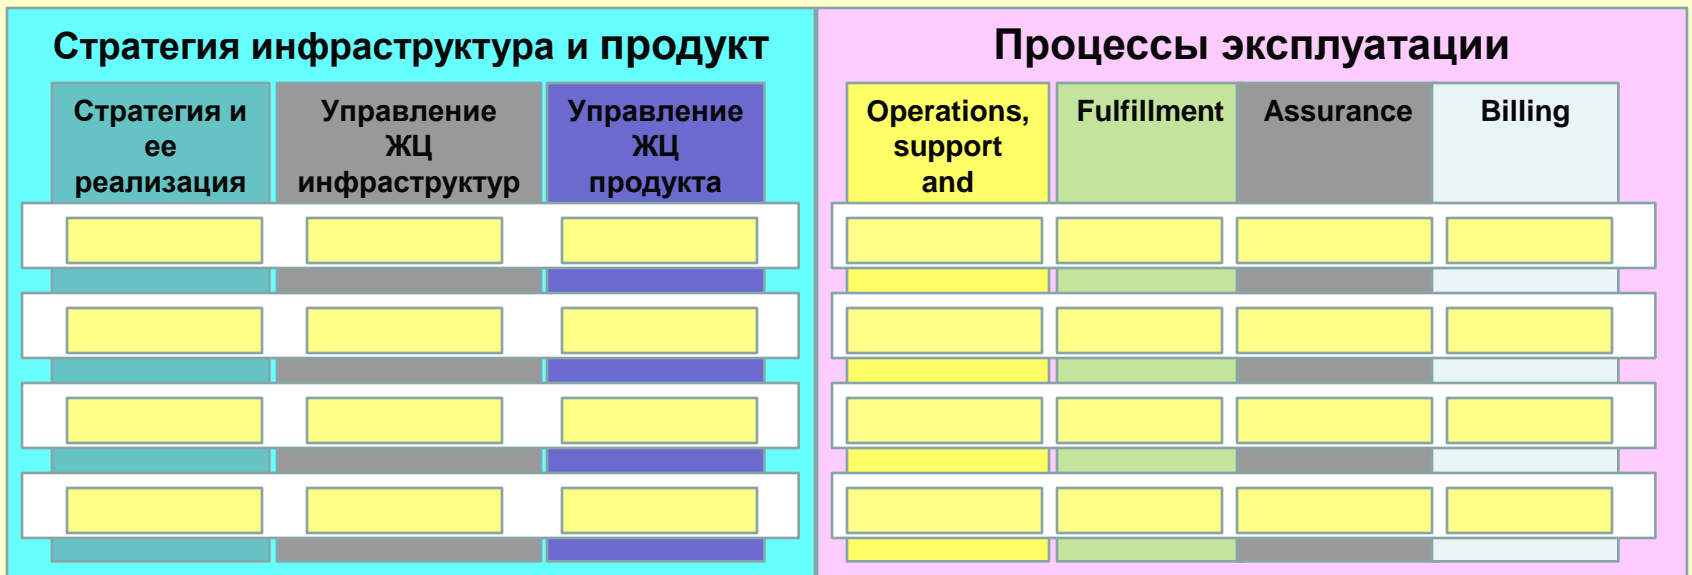 Стратегия инфраструктура и продукт
Стратегия и
ее
реализация
Управление
ЖЦ
инфраструктур
Управление
ЖЦ
продукта
Процессы эксплуатации
Operations,
support
and
Fulfillment
Assurance
Billing